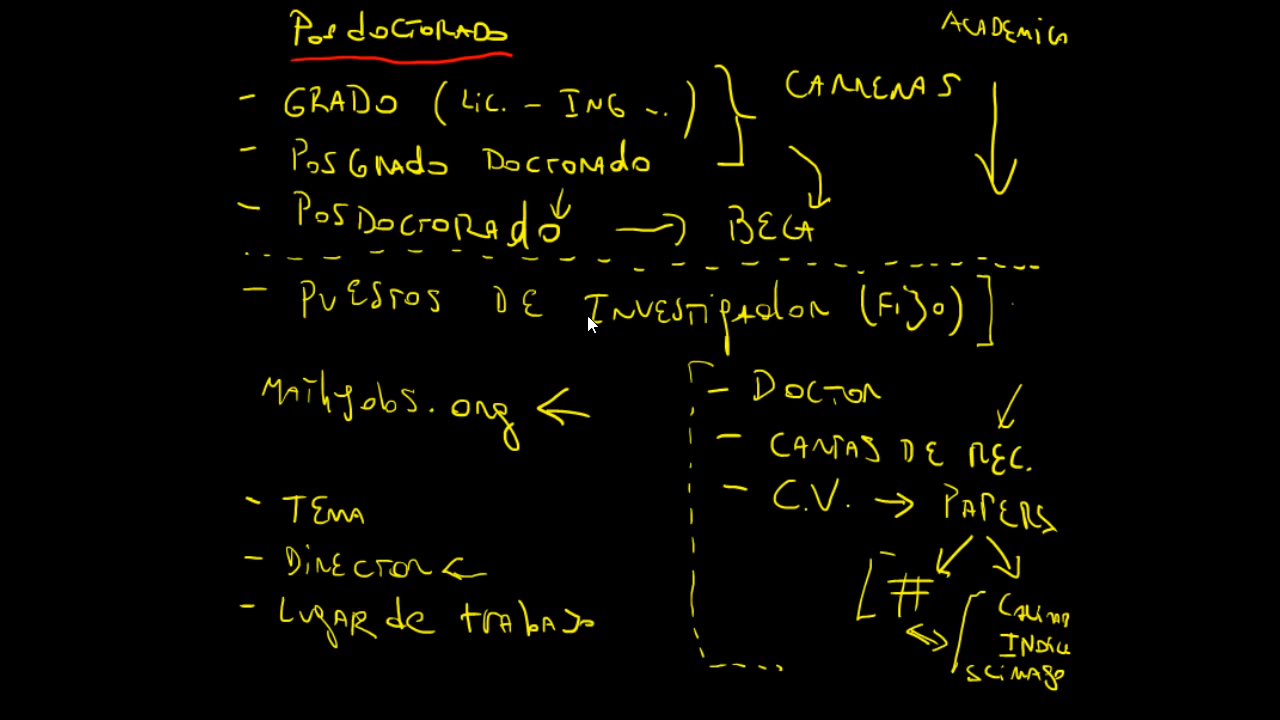 PosdoCTORADO
ACADEMICA
- GRADO (Lic. - ING ...)
CARRERAS
- POSGRADO DOCTORADO
- POSDOCTORAdo → BECA
- PUESTOS DE INVESTIGADOR (FIJO)
Mathjobs.org ←
- DOCTOR
- CARTAS DE REC.
- C.V. → PAPERS
- TEMA
- DIRECTOR ←
- LUGAR de TRABAJO
[ #
CALIDAD
INDICE
SCIMAGO